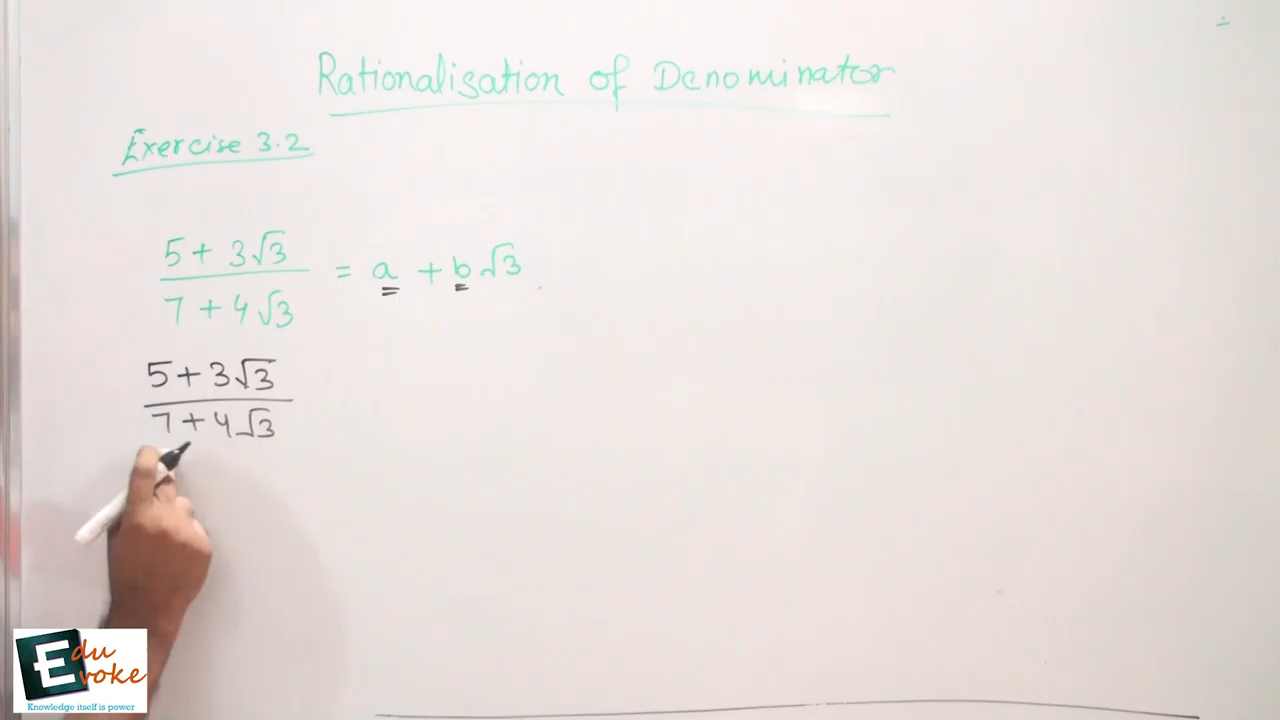 Rationalisation of Denominator
Exercise 3.2
5 + 3√3
= a + b√3
7 + 4√3
5 + 3√3
7 + 4√3
Edu
voke
Knowledge itself is power